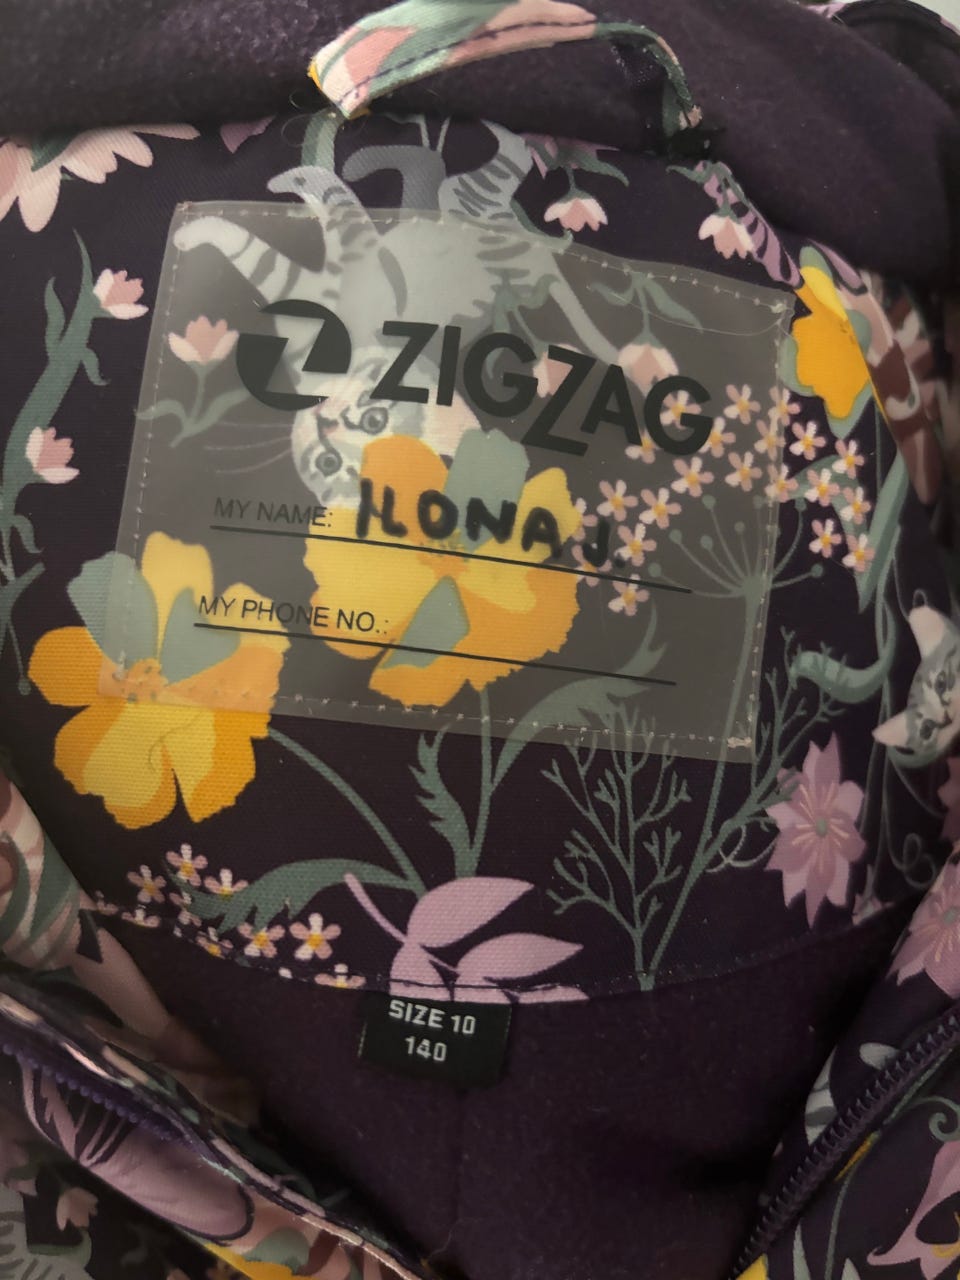 ZIGZAG
MY NAME: ILONA J.
MY PHONE NO.:
SIZE 10
140